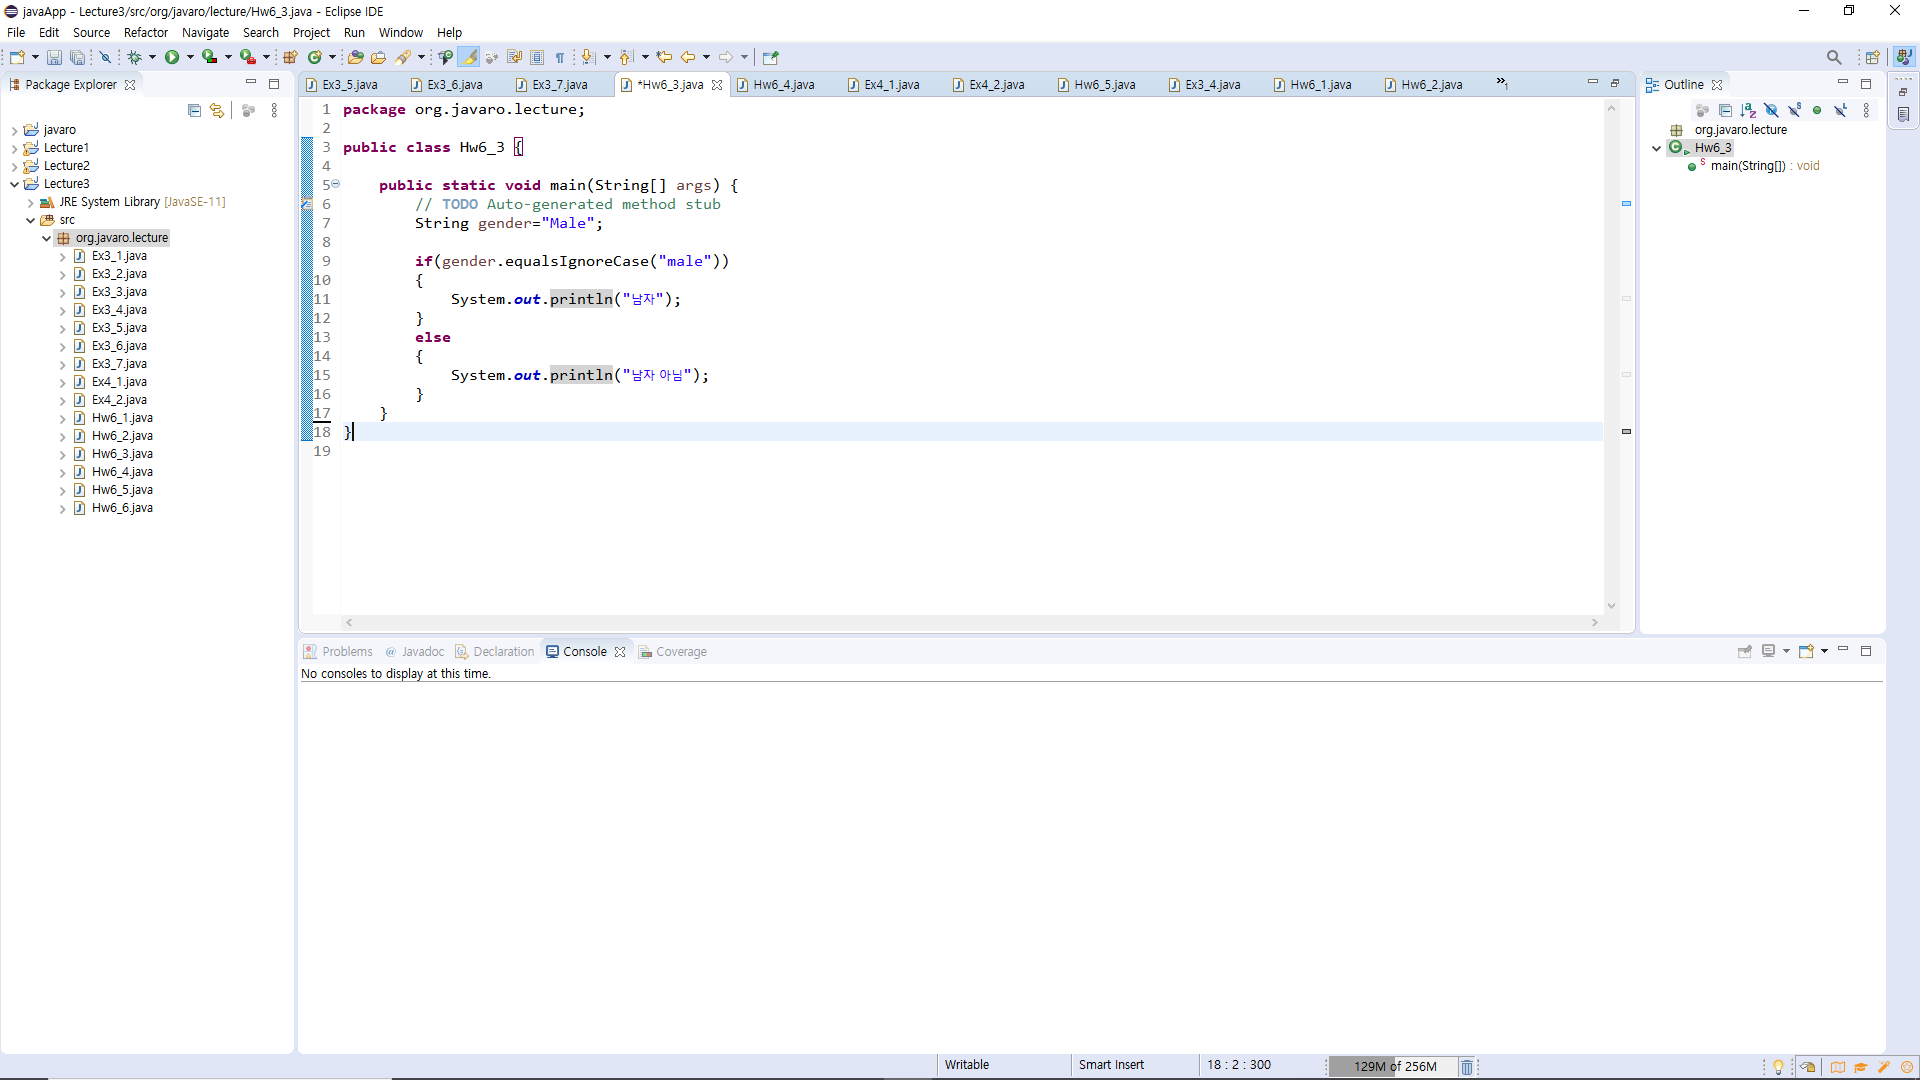 javaApp - Lecture3/src/org/javaro/lecture/Hw6_3.java - Eclipse IDE
File Edit Source Refactor Navigate Search Project Run Window Help
Package Explorer
javaro
Lecture1
Lecture2
Lecture3
JRE System Library [JavaSE-11]
src
org.javaro.lecture
Ex3_1.java
Ex3_2.java
Ex3_3.java
Ex3_4.java
Ex3_5.java
Ex3_6.java
Ex3_7.java
Ex4_1.java
Ex4_2.java
Hw6_1.java
Hw6_2.java
Hw6_3.java
Hw6_4.java
Hw6_5.java
Hw6_6.java
Ex3_5.java Ex3_6.java Ex3_7.java *Hw6_3.java Hw6_4.java Ex4_1.java Ex4_2.java Hw6_5.java Ex3_4.java Hw6_1.java Hw6_2.java »1
1 package org.javaro.lecture;
2
3 public class Hw6_3 {
4
5 public static void main(String[] args) {
6 // TODO Auto-generated method stub
7 String gender="Male";
8
9 if(gender.equalsIgnoreCase("male"))
10 {
11 System.out.println("남자");
12 }
13 else
14 {
15 System.out.println("남자 아님");
16 }
17 }
18 }
19
Outline
org.javaro.lecture
Hw6_3
main(String[]) : void
Problems @ Javadoc Declaration Console Coverage
No consoles to display at this time.
Writable Smart Insert 18 : 2 : 300 129M of 256M